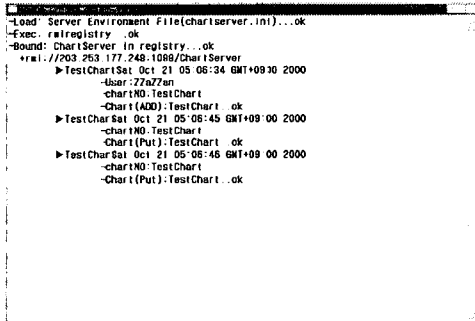 -Load: Server Environment File(chartserver.ini)...ok
-Exec. rmiregistry ..ok
-Bound: ChartServer in registry...ok
+rmi://203.253.177.248:1099/ChartServer
▶TestChartSat Oct 21 05:06:34 GMT+09:00 2000
-User:ZZaZZan
-chartNO:TestChart
-Chart(ADD):TestChart..ok
▶TestCharSat Oct 21 05:06:45 GMT+09:00 2000
-chartNO:TestChart
-Chart(Put):TestChart...ok
▶TestCharSat Oct 21 05:06:46 GMT+09:00 2000
-chartNO:TestChart
-Chart(Put):TestChart...ok